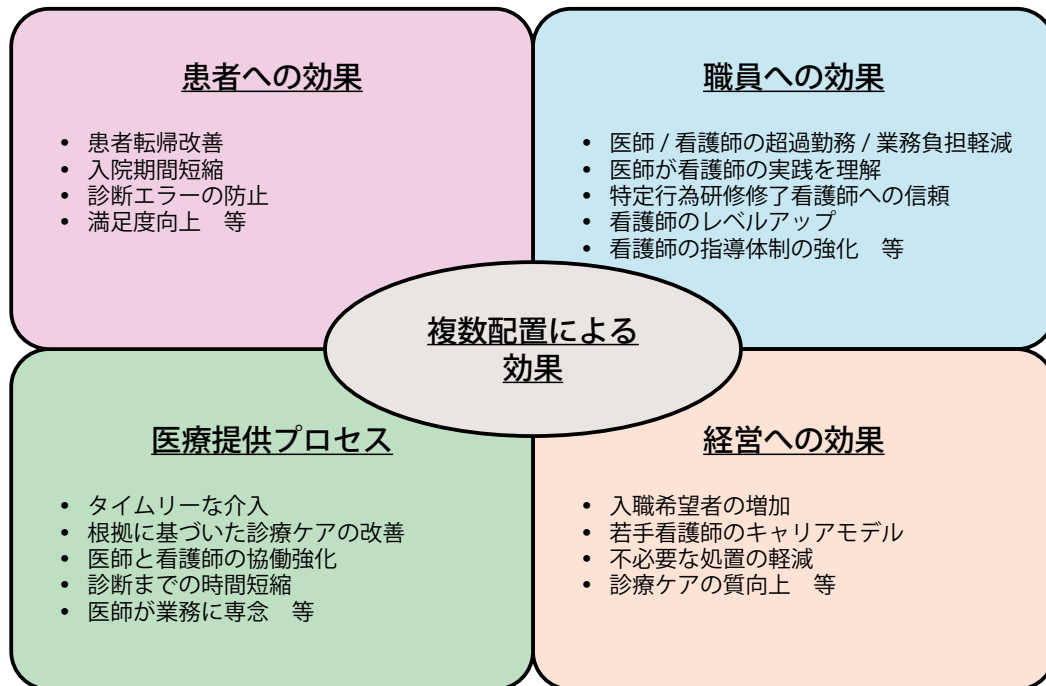 患者への効果
• 患者転帰改善
• 入院期間短縮
• 診断エラーの防止
• 満足度向上　等
職員への効果
• 医師 / 看護師の超過勤務 / 業務負担軽減
• 医師が看護師の実践を理解
• 特定行為研修修了看護師への信頼
• 看護師のレベルアップ
• 看護師の指導体制の強化　等
複数配置による
効果
医療提供プロセス
• タイムリーな介入
• 根拠に基づいた診療ケアの改善
• 医師と看護師の協働強化
• 診断までの時間短縮
• 医師が業務に専念　等
経営への効果
• 入職希望者の増加
• 若手看護師のキャリアモデル
• 不必要な処置の軽減
• 診療ケアの質向上　等